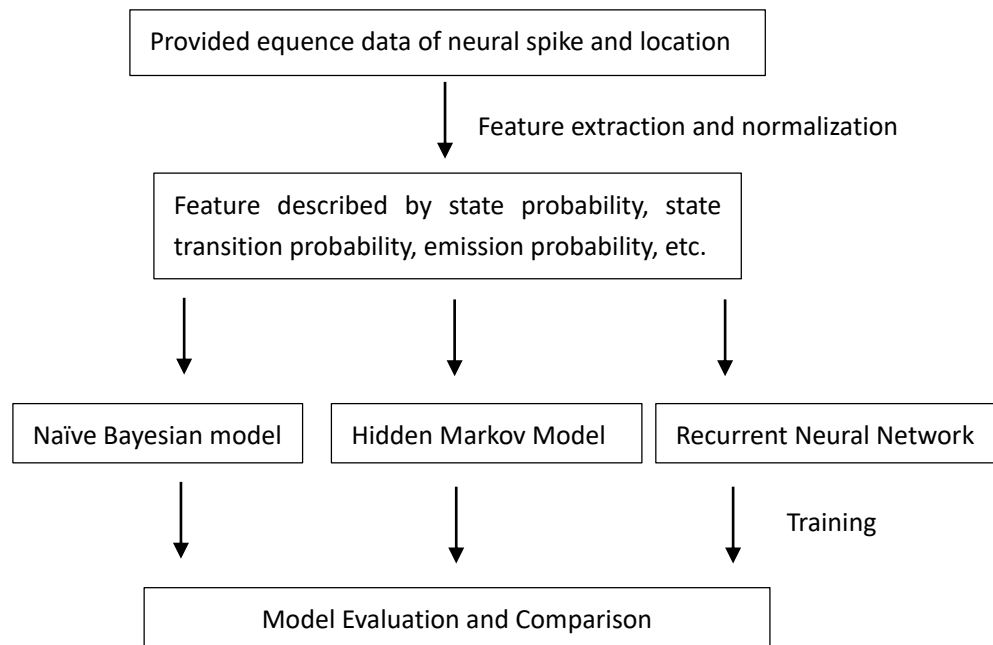 Provided equence data of neural spike and location
Feature extraction and normalization
Feature described by state probability, state
transition probability, emission probability, etc.
Naïve Bayesian model
Hidden Markov Model
Recurrent Neural Network
Training
Model Evaluation and Comparison